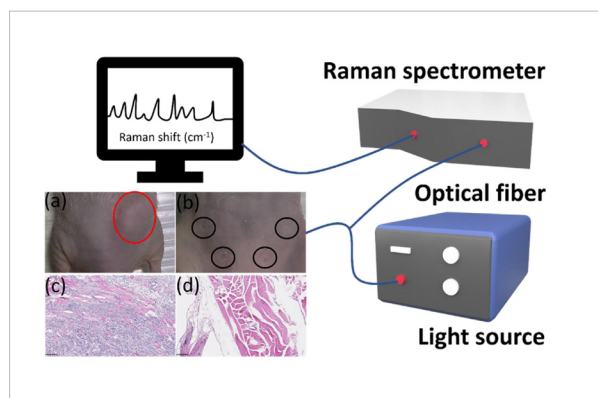 Raman spectrometer
Raman shift (cm⁻¹)
Optical fiber
(a)
(b)
(c)
(d)
Light source